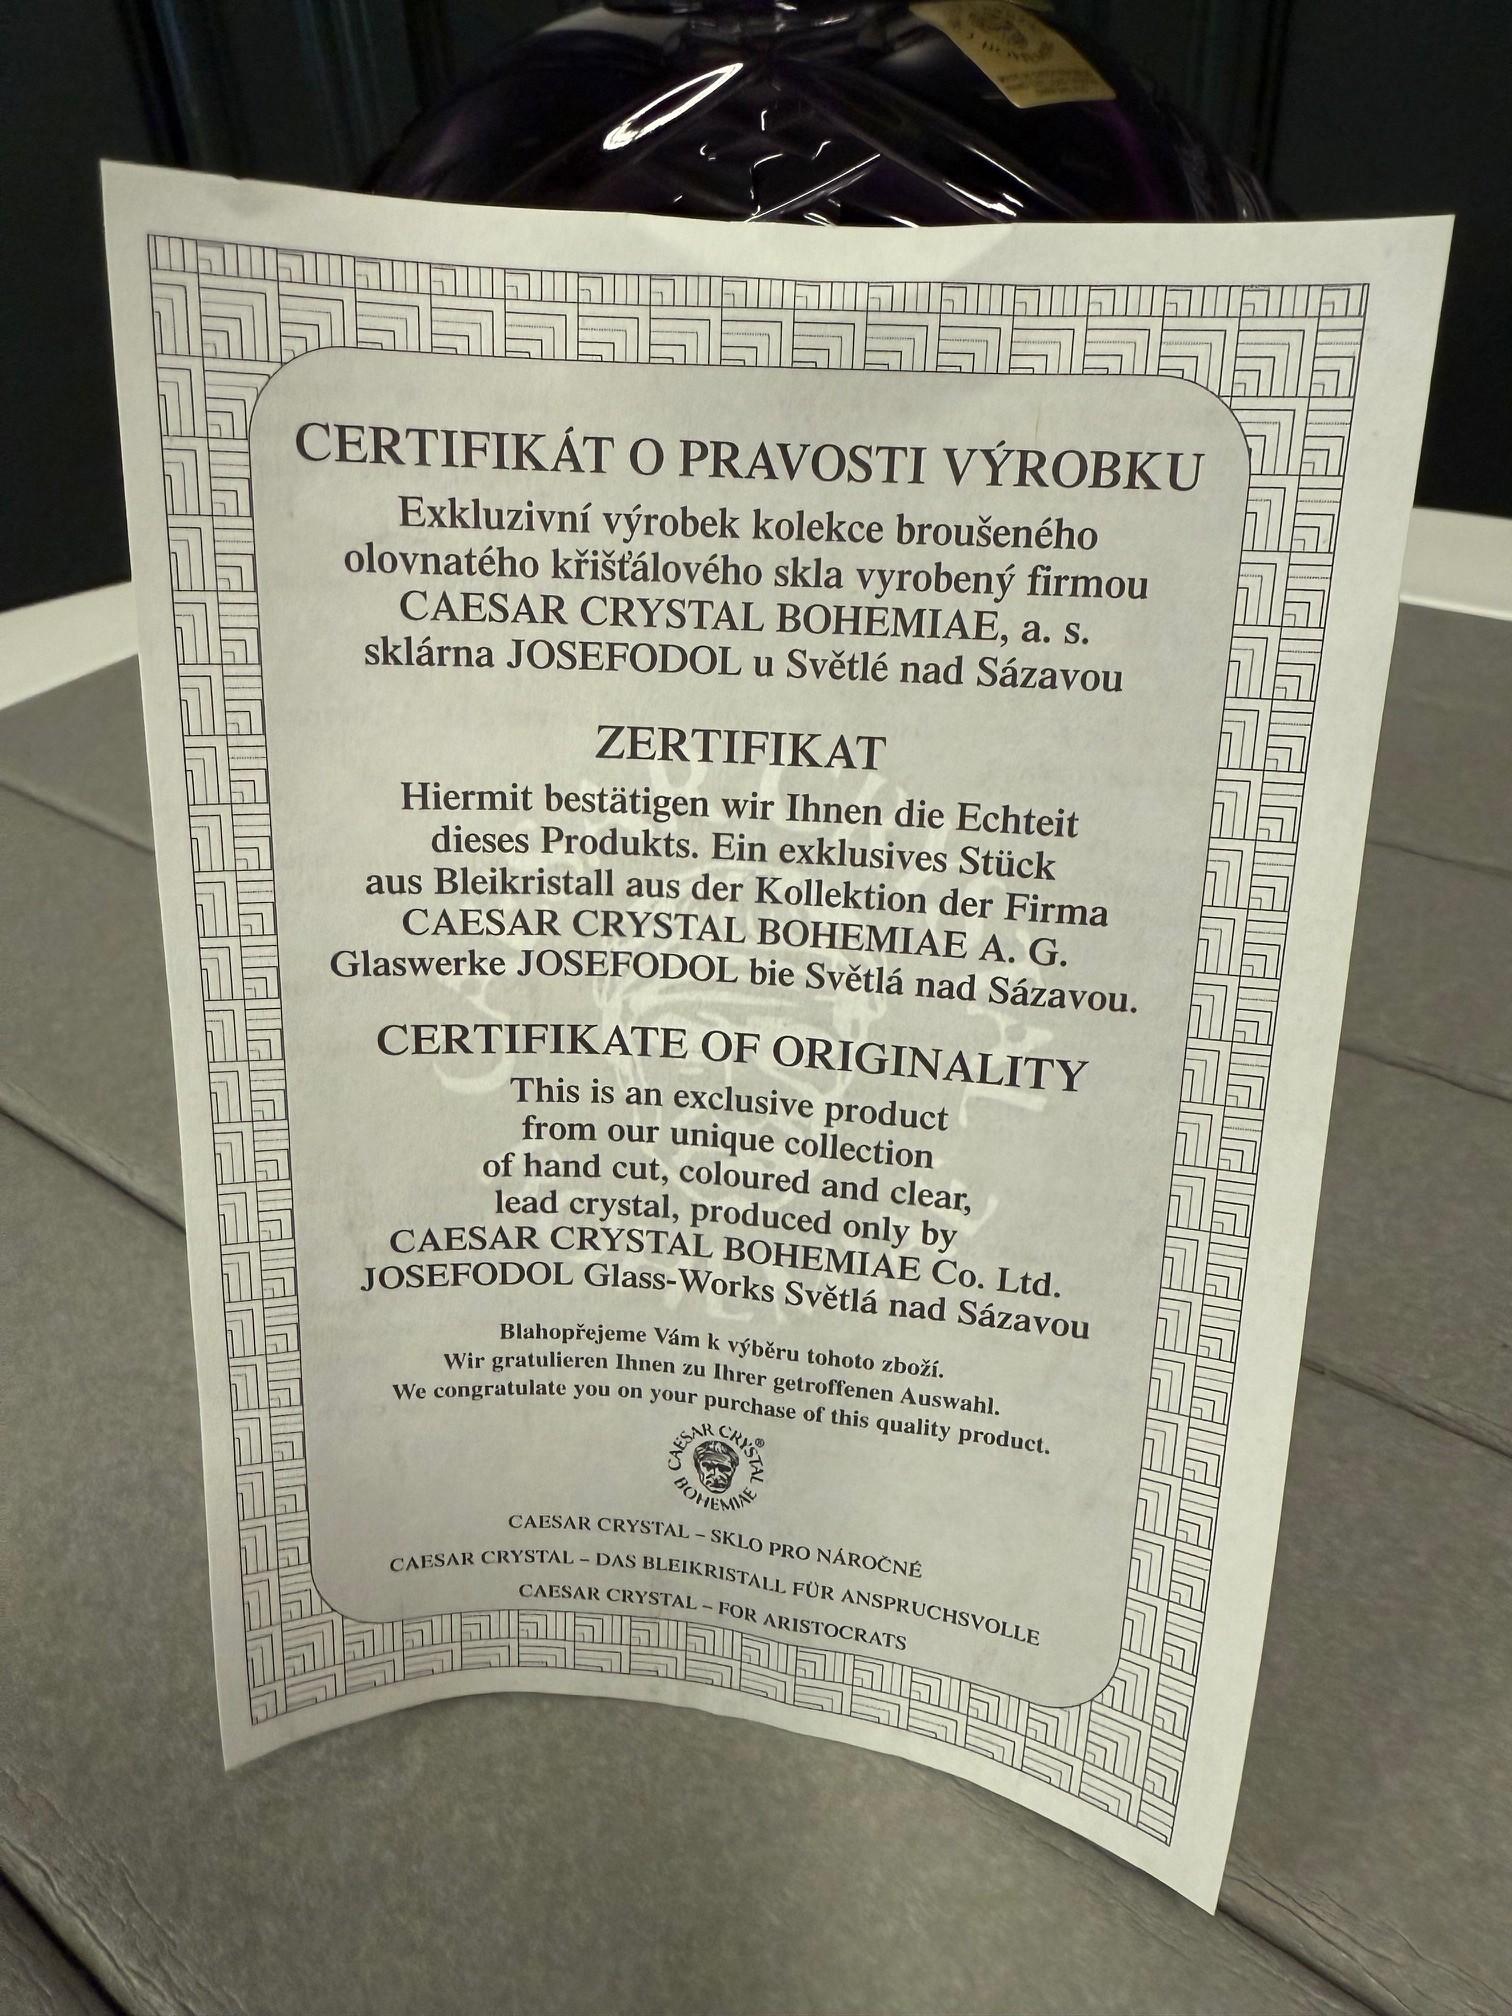 CERTIFIKÁT O PRAVOSTI VÝROBKU
Exkluzivní výrobek kolekce broušeného
olovnatého křišťálového skla vyrobený firmou
CAESAR CRYSTAL BOHEMIAE, a. s.
sklárna JOSEFODOL u Světlé nad Sázavou
ZERTIFIKAT
Hiermit bestätigen wir Ihnen die Echteit
dieses Produkts. Ein exklusives Stück
aus Bleikristall aus der Kollektion der Firma
CAESAR CRYSTAL BOHEMIAE A. G.
Glaswerke JOSEFODOL bie Světlá nad Sázavou.
CERTIFIKATE OF ORIGINALITY
This is an exclusive product
from our unique collection
of hand cut, coloured and clear,
lead crystal, produced only by
CAESAR CRYSTAL BOHEMIAE Co. Ltd.
JOSEFODOL Glass-Works Světlá nad Sázavou
Blahopřejeme Vám k výběru tohoto zboží.
Wir gratulieren Ihnen zu Ihrer getroffenen Auswahl.
We congratulate you on your purchase of this quality product.
CAESAR CRYSTAL®
BOHEMIAE
CAESAR CRYSTAL – SKLO PRO NÁROČNÉ
CAESAR CRYSTAL – DAS BLEIKRISTALL FÜR ANSPRUCHSVOLLE
CAESAR CRYSTAL – FOR ARISTOCRATS